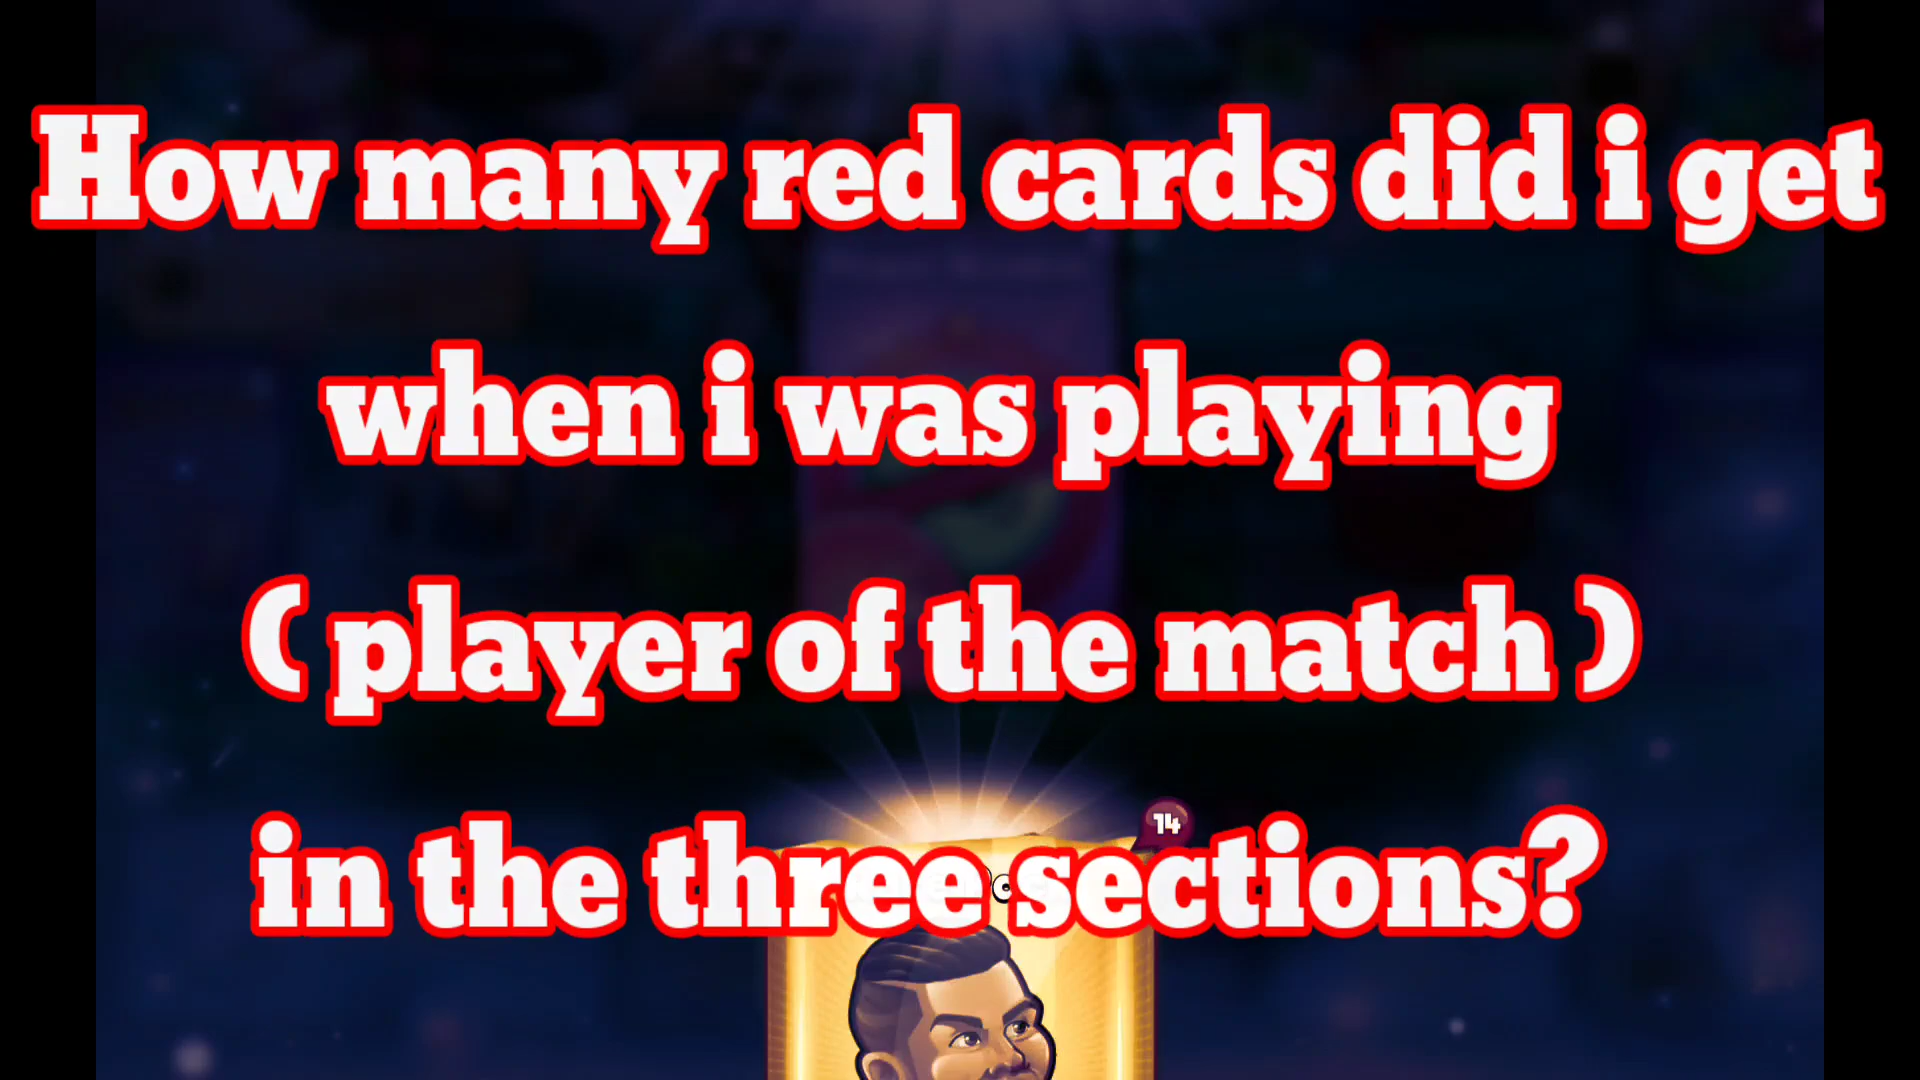 How many red cards did i get
when i was playing
( player of the match )
14
in the three sections?